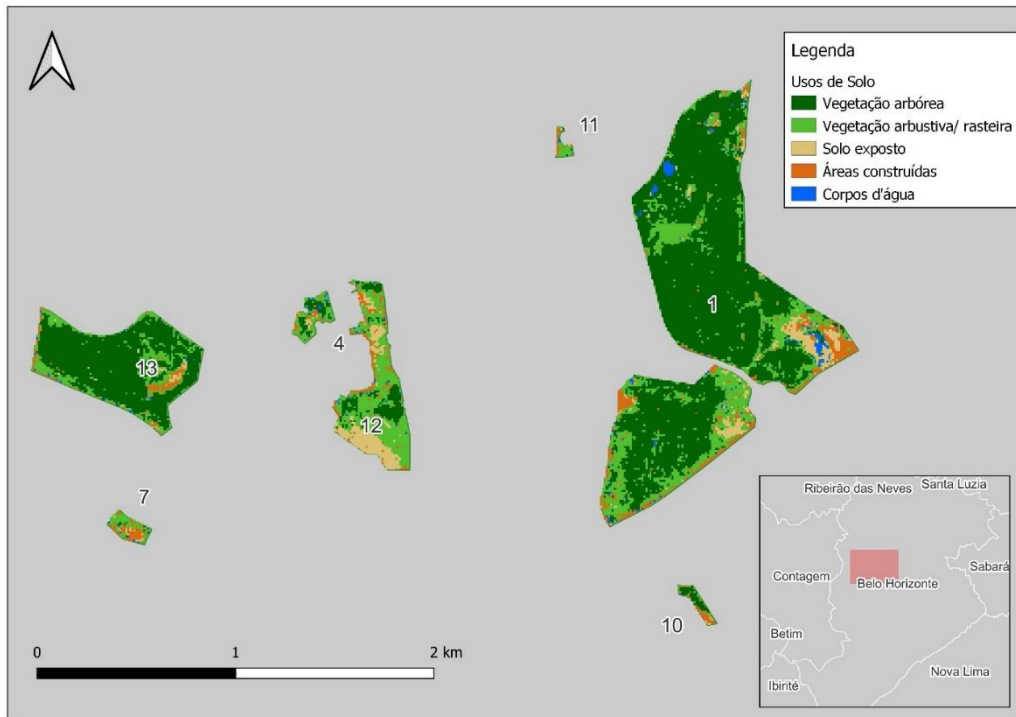 Legenda
Usos de Solo
Vegetação arbórea
Vegetação arbustiva/ rasteira
Solo exposto
Áreas construídas
Corpos d'água
11
1
4
13
12
7
10
0
1
2 km
Ribeirão das Neves
Santa Luzia
Contagem
Sabará
Belo Horizonte
Betim
Nova Lima
Ibirité